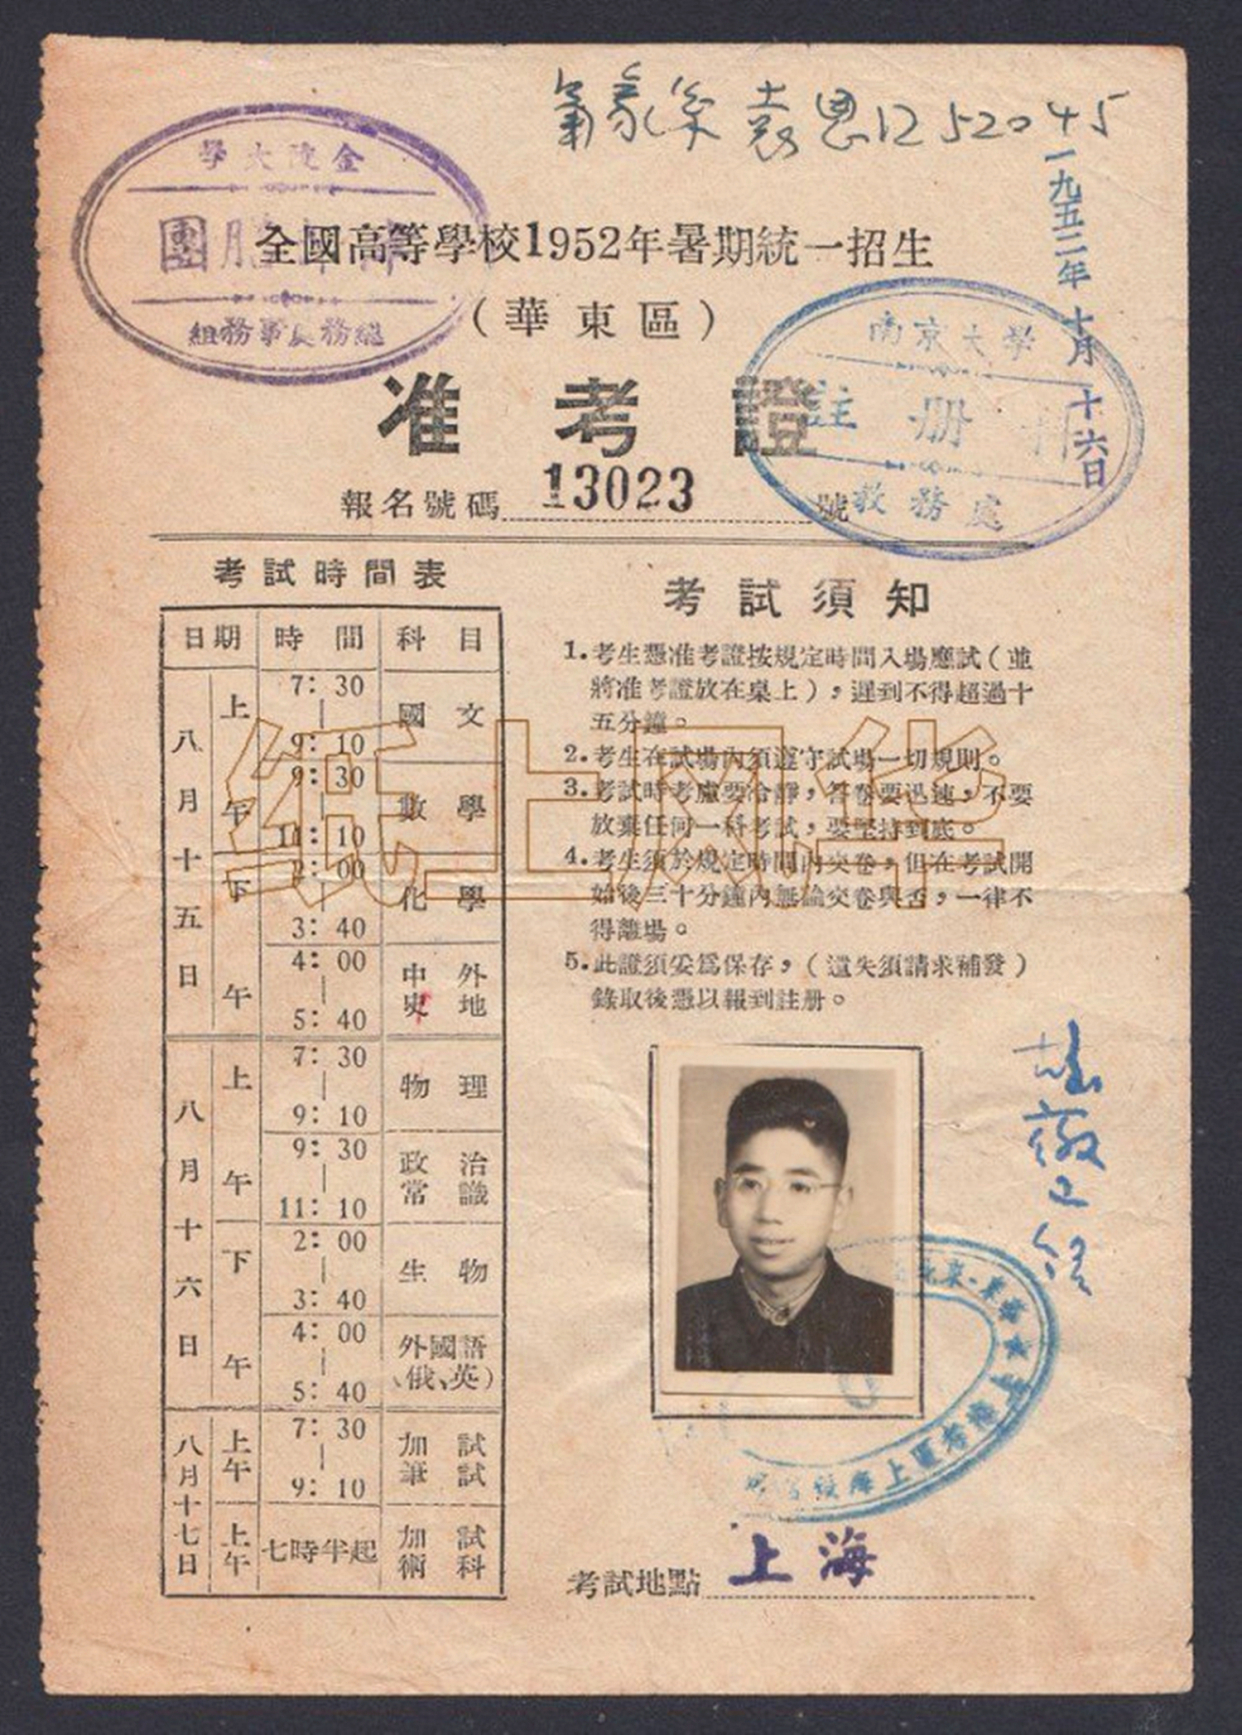 氣象系 袁恩 52045
一九五二年十月十六日
金陵大學
團
總務處事務組
全國高等學校1952年暑期統一招生
(華東區)
南京大学
註册
教務處
准考證
報名號碼 13023 號
考試時間表
日期 時間 科目
八月十五日 上午 7:30 | 9:10 國文
9:30 | 11:10 數學
下午 2:00 | 3:40 化學
4:00 | 5:40 中外史地
八月十六日 上午 7:30 | 9:10 物理
9:30 | 11:10 政治常識
下午 2:00 | 3:40 生物
4:00 | 5:40 外國語(俄、英)
八月十七日 上午 7:30 | 9:10 加試筆試
上午 七時半起 加試術科
考試須知
1.考生憑准考證按規定時間入場應試(並
將准考證放在桌上),遲到不得超過十
五分鐘。
2.考生在試場內須遵守試場一切規則。
3.考試時考慮要冷靜,答卷要迅速,不要
放棄任何一科考試,要堅持到底。
4.考生須於規定時間內交卷,但在考試開
始後三十分鐘內無論交卷與否,一律不
得離場。
5.此證須妥爲保存,(遺失須請求補發)
錄取後憑以報到註册。
纸上风华
考試地點 上海